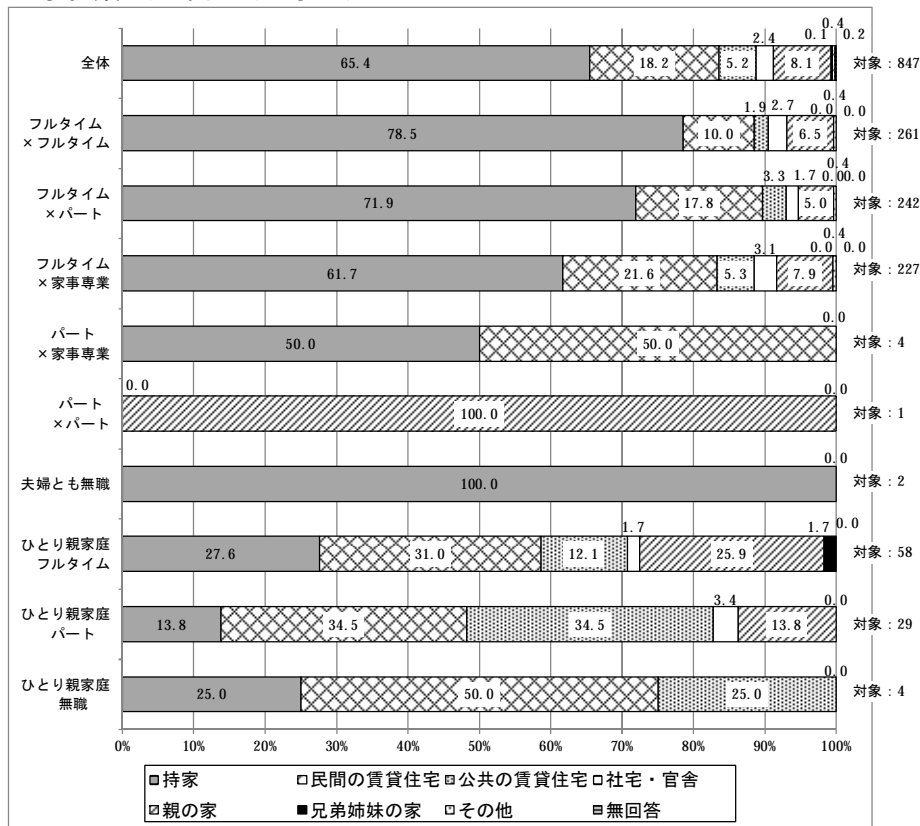 0.4
2.4 0.1 0.2
全体 65.4 18.2 5.2 8.1 対象：847
0.4
1.9 2.7 0.0 0.0
フルタイム
×フルタイム 78.5 10.0 6.5 対象：261
0.4
3.3 1.7 0.0 0.0
フルタイム
×パート 71.9 17.8 5.0 対象：242
0.4
3.1 0.0 0.0
フルタイム
×家事専業 61.7 21.6 5.3 7.9 対象：227
0.0
パート
×家事専業 50.0 50.0 対象：4
0.0 0.0
パート
×パート 100.0 対象：1
0.0
夫婦とも無職 100.0 対象：2
1.7 1.7 0.0
ひとり親家庭
フルタイム 27.6 31.0 12.1 25.9 対象：58
3.4 0.0
ひとり親家庭
パート 13.8 34.5 34.5 13.8 対象：29
0.0
ひとり親家庭
無職 25.0 50.0 25.0 対象：4
0% 10% 20% 30% 40% 50% 60% 70% 80% 90% 100%
持家 民間の賃貸住宅 公共の賃貸住宅 社宅・官舎
親の家 兄弟姉妹の家 その他 無回答